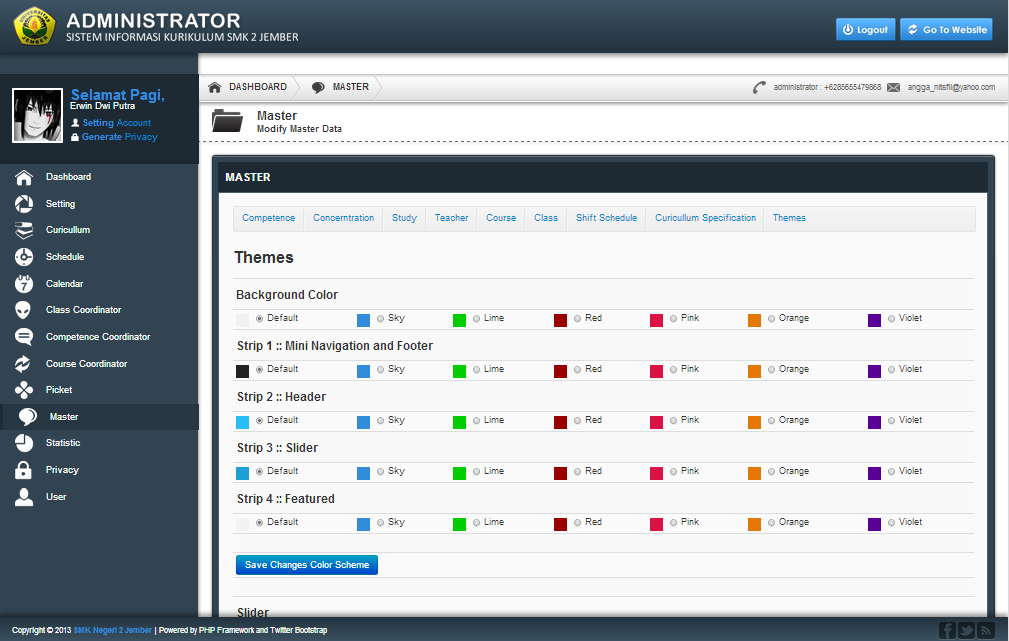 ADMINISTRATOR
SISTEM INFORMASI KURIKULUM SMK 2 JEMBER
Logout
Go To Website
Selamat Pagi,
Erwin Dwi Putra
Setting Account
Generate Privacy
DASHBOARD
MASTER
administrator : +6285655479868
angga_nitsfil@yahoo.com
Master
Modify Master Data
Dashboard
Setting
Curicullum
Schedule
7
Calendar
Class Coordinator
Competence Coordinator
Course Coordinator
Picket
Master
Statistic
Privacy
User
MASTER
Competence Concerntration Study Teacher Course Class Shift Schedule Curicullum Specification Themes
Themes
Background Color
Default Sky Lime Red Pink Orange Violet
Strip 1 :: Mini Navigation and Footer
Default Sky Lime Red Pink Orange Violet
Strip 2 :: Header
Default Sky Lime Red Pink Orange Violet
Strip 3 :: Slider
Default Sky Lime Red Pink Orange Violet
Strip 4 :: Featured
Default Sky Lime Red Pink Orange Violet
Save Changes Color Scheme
Slider
Copyright © 2013 SMK Negeri 2 Jember | Powered by PHP Framework and Twitter Bootstrap